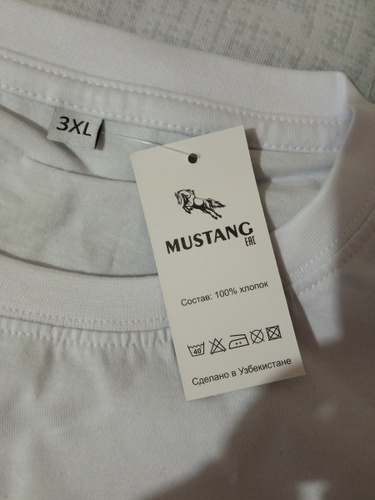 3XL
MUSTANG
EAC
Состав: 100% хлопок
40
Сделано в Узбекистане